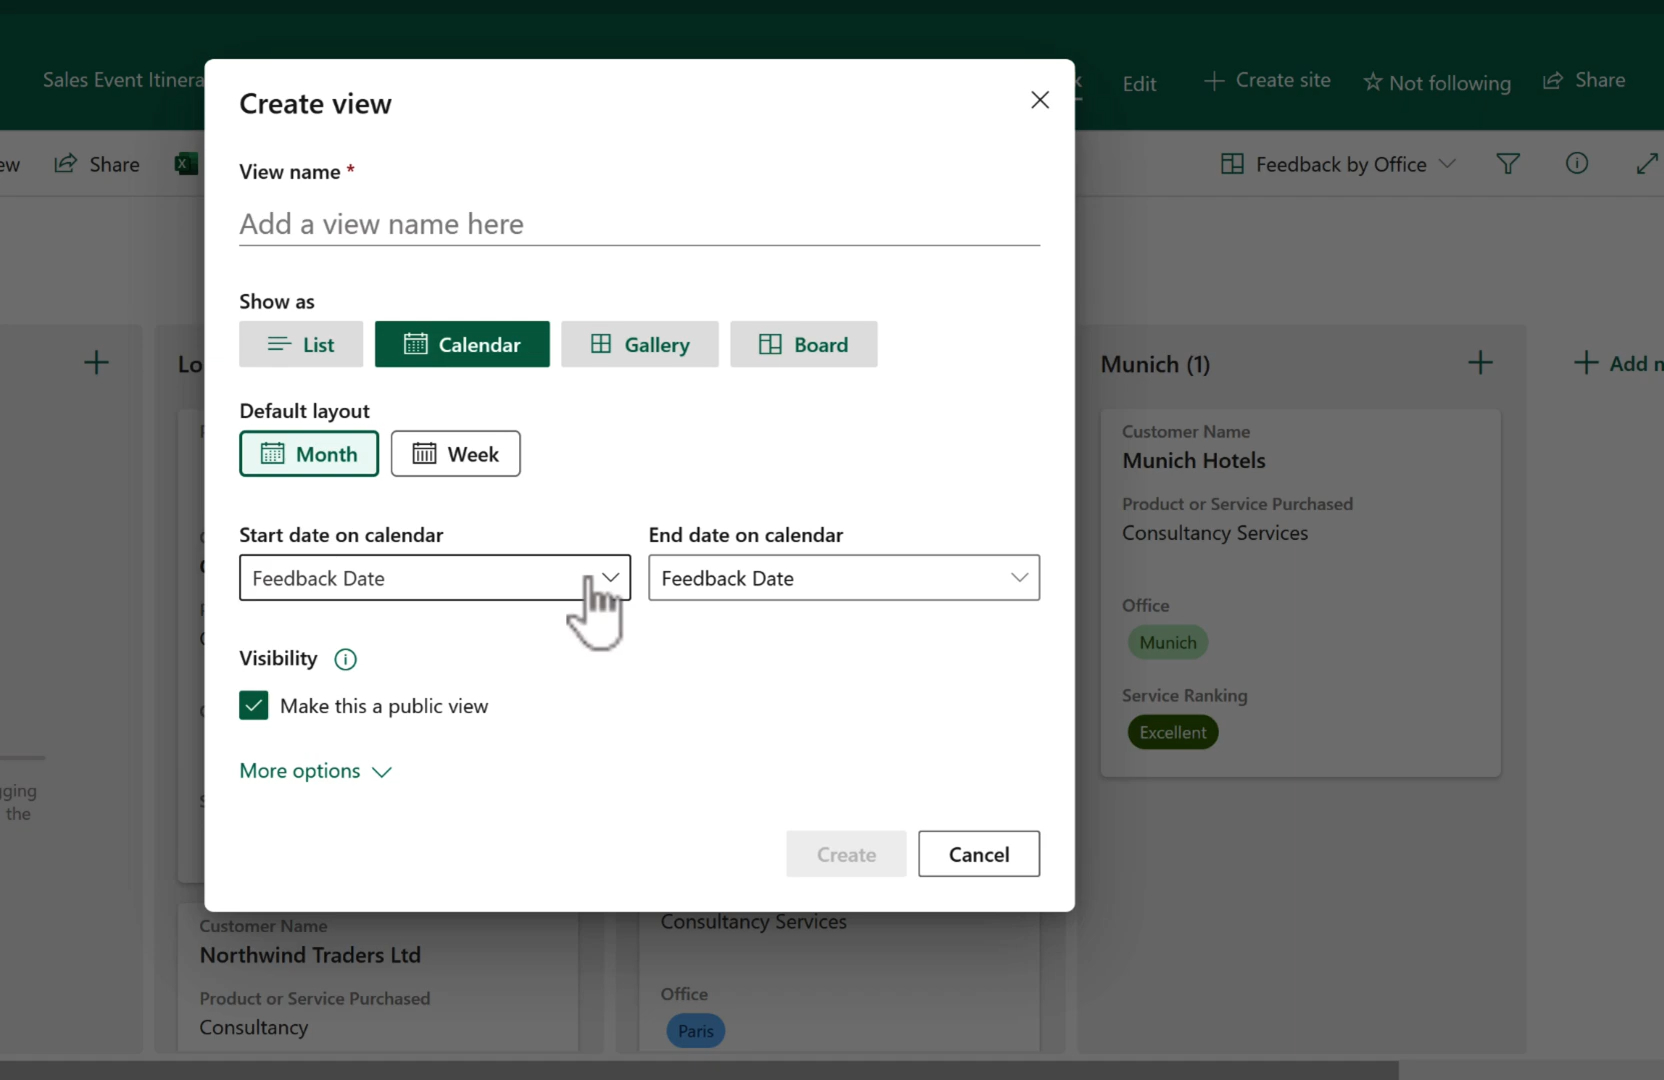 Sales Event Itinera
Edit
Create site
Not following
Share
ew
Share
Feedback by Office
Create view
View name *
Add a view name here
Show as
List
Calendar
Gallery
Board
Default layout
Month
Week
Start date on calendar
End date on calendar
Feedback Date
Feedback Date
Visibility
Make this a public view
More options
Create
Cancel
Lo
Munich (1)
Add n
Customer Name
Munich Hotels
Product or Service Purchased
Consultancy Services
Office
Munich
Service Ranking
Excellent
gging
the
Customer Name
Northwind Traders Ltd
Product or Service Purchased
Consultancy
Consultancy Services
Office
Paris